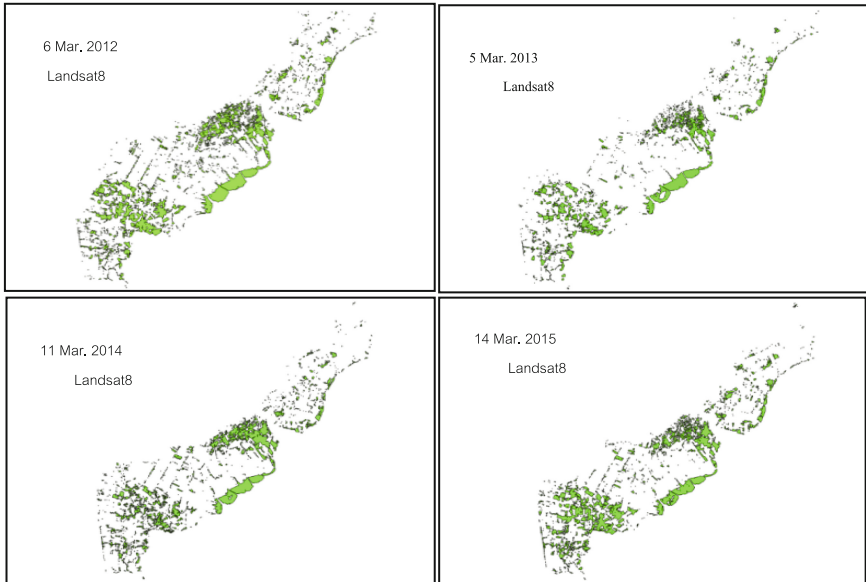 6 Mar. 2012
Landsat8
5 Mar. 2013
Landsat8
11 Mar. 2014
Landsat8
14 Mar. 2015
Landsat8